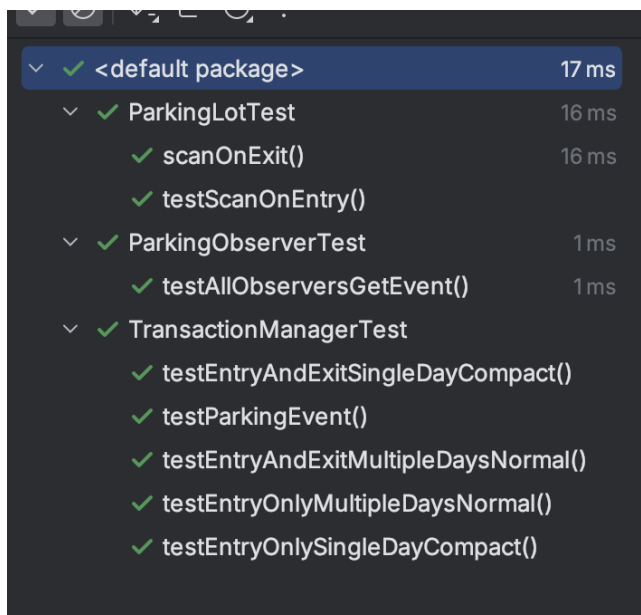 <default package> 17 ms
ParkingLotTest 16 ms
scanOnExit() 16 ms
testScanOnEntry()
ParkingObserverTest 1 ms
testAllObserversGetEvent() 1 ms
TransactionManagerTest
testEntryAndExitSingleDayCompact()
testParkingEvent()
testEntryAndExitMultipleDaysNormal()
testEntryOnlyMultipleDaysNormal()
testEntryOnlySingleDayCompact()